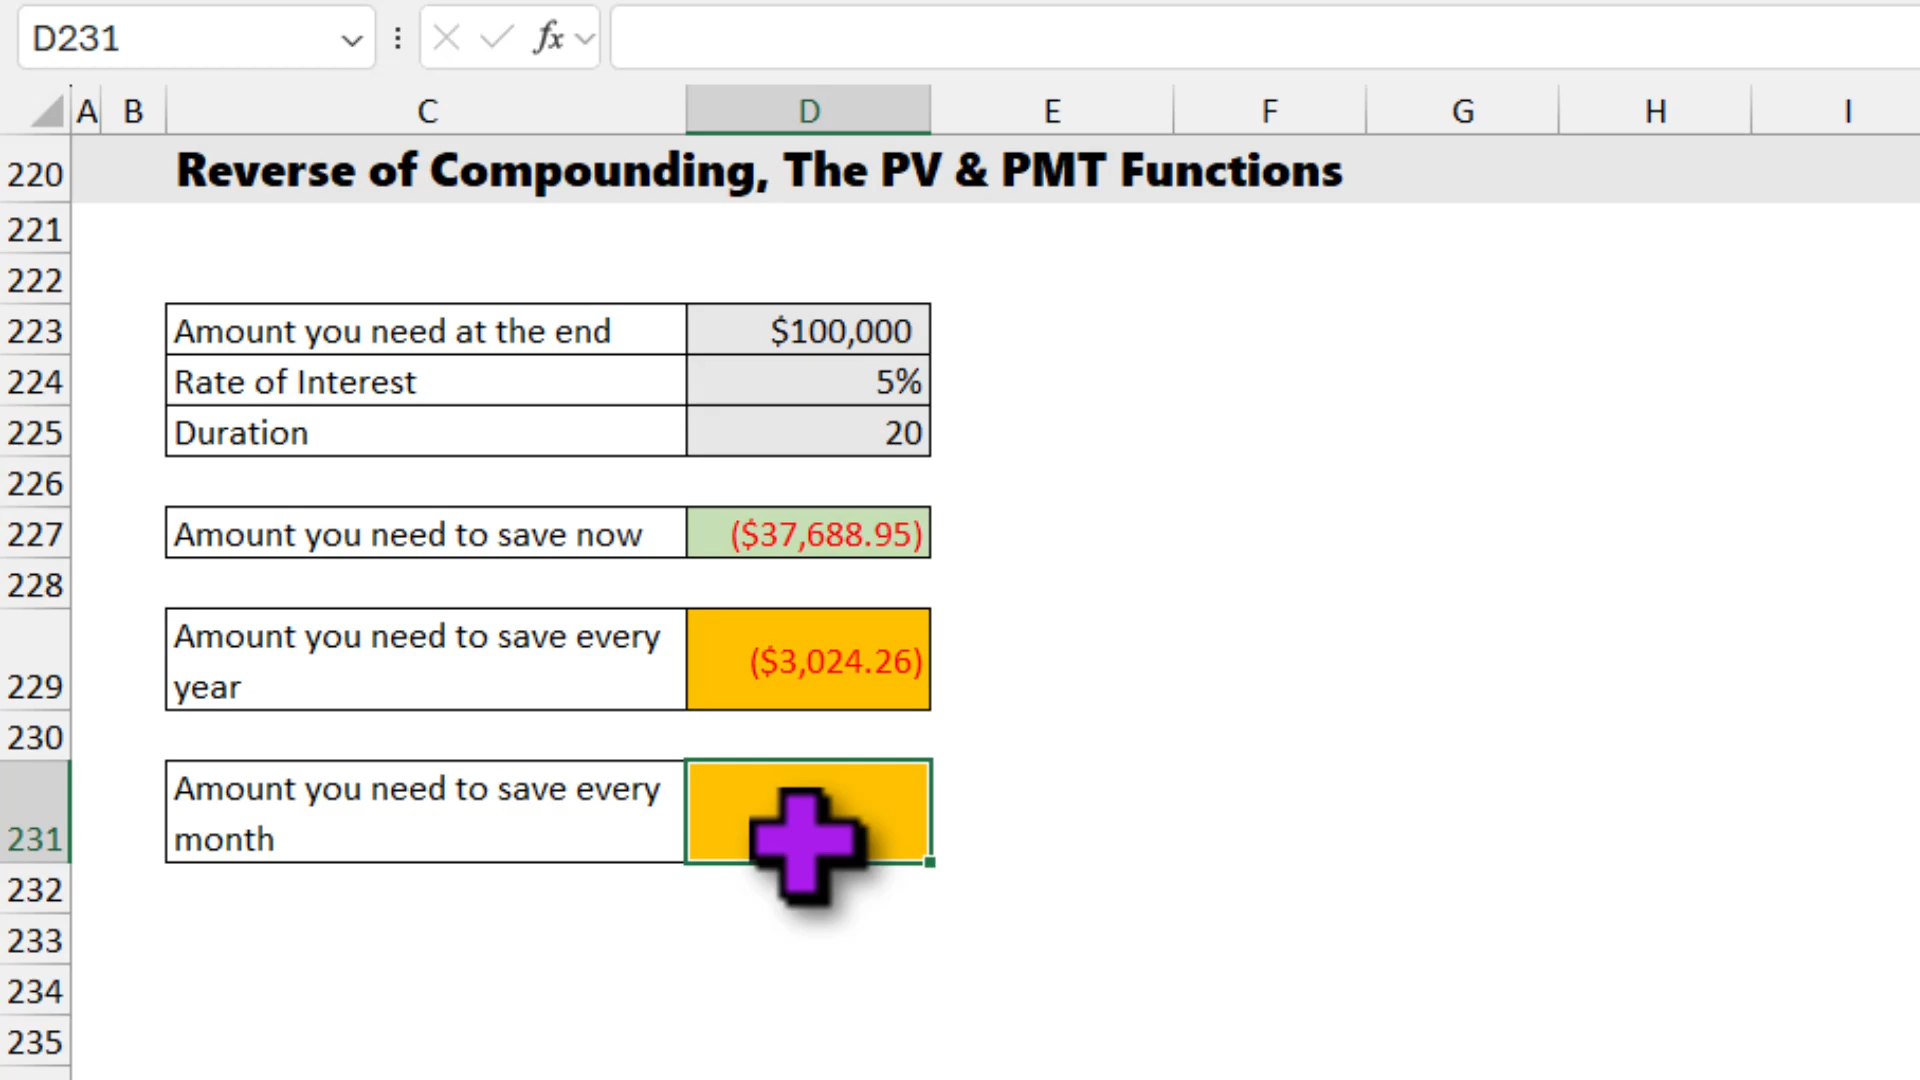 D231
fx
A B C D E F G H I
220 Reverse of Compounding, The PV & PMT Functions
221
222
223 Amount you need at the end $100,000
224 Rate of Interest 5%
225 Duration 20
226
227 Amount you need to save now ($37,688.95)
228
Amount you need to save every
229 year ($3,024.26)
230
Amount you need to save every
231 month
232
233
234
235